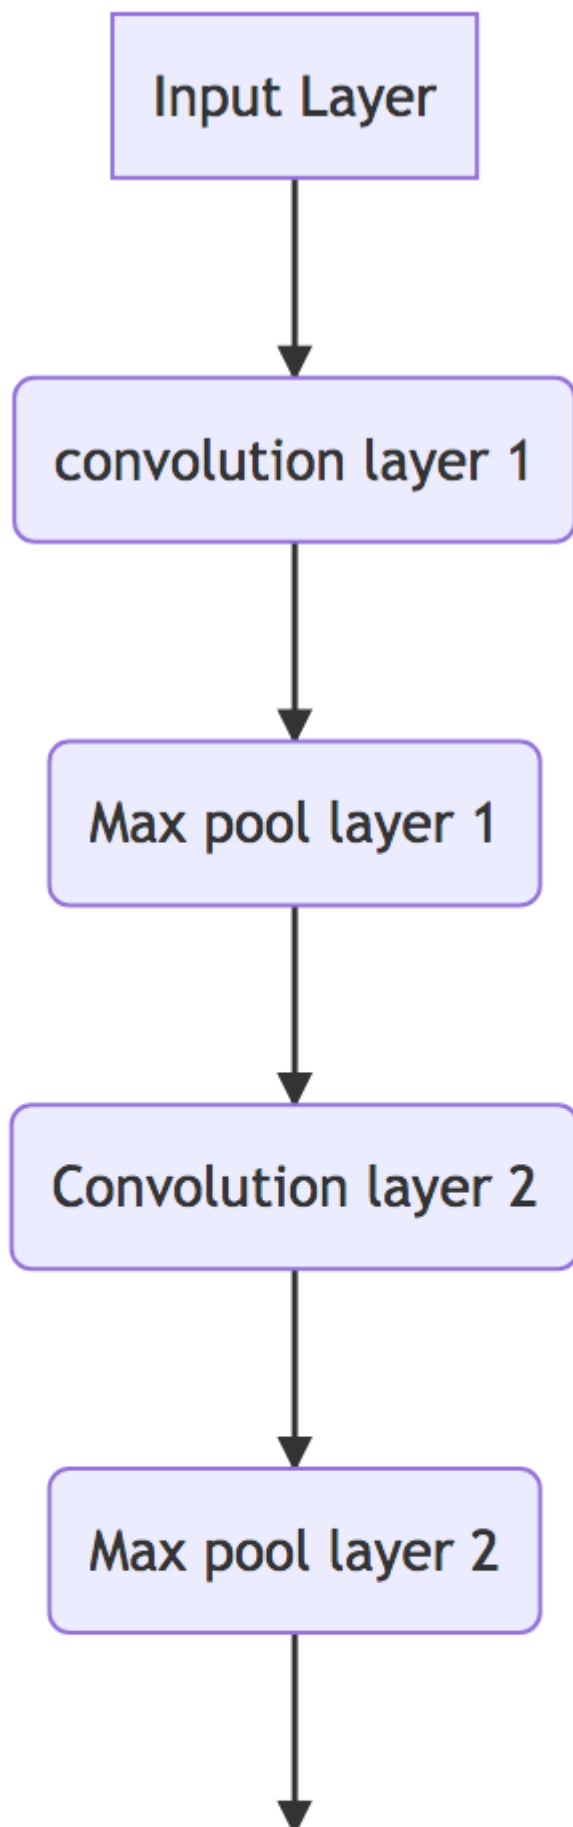 Input Layer
convolution layer 1
Max pool layer 1
Convolution layer 2
Max pool layer 2